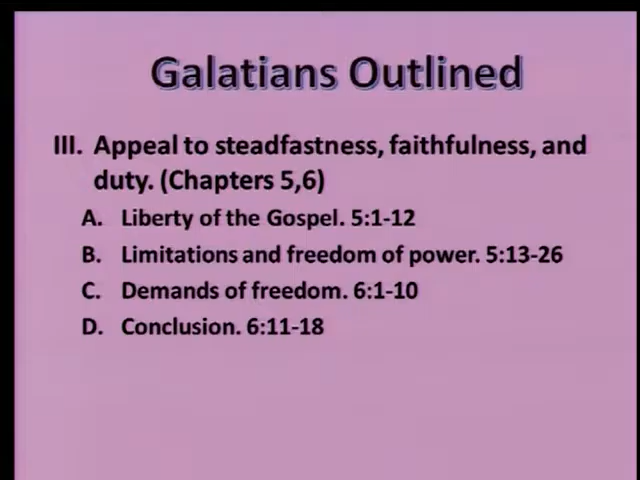 Galatians Outlined
III. Appeal to steadfastness, faithfulness, and
duty. (Chapters 5,6)
A. Liberty of the Gospel. 5:1-12
B. Limitations and freedom of power. 5:13-26
C. Demands of freedom. 6:1-10
D. Conclusion. 6:11-18